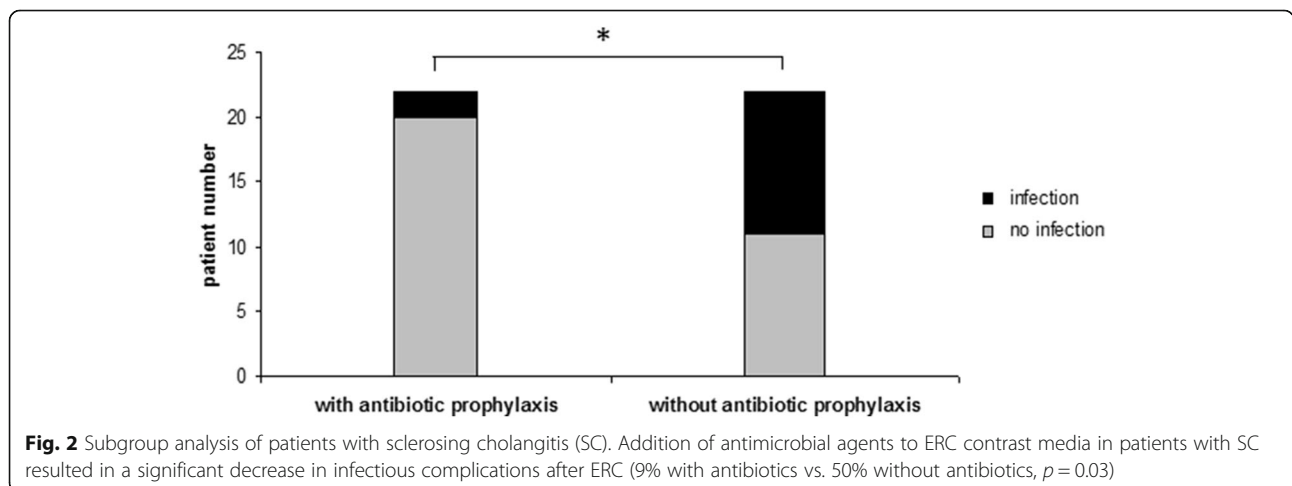 *
25
20
15
10
5
0
patient number
infection
no infection
with antibiotic prophylaxis
without antibiotic prophylaxis
Fig. 2 Subgroup analysis of patients with sclerosing cholangitis (SC). Addition of antimicrobial agents to ERC contrast media in patients with SC
resulted in a significant decrease in infectious complications after ERC (9% with antibiotics vs. 50% without antibiotics, p = 0.03)